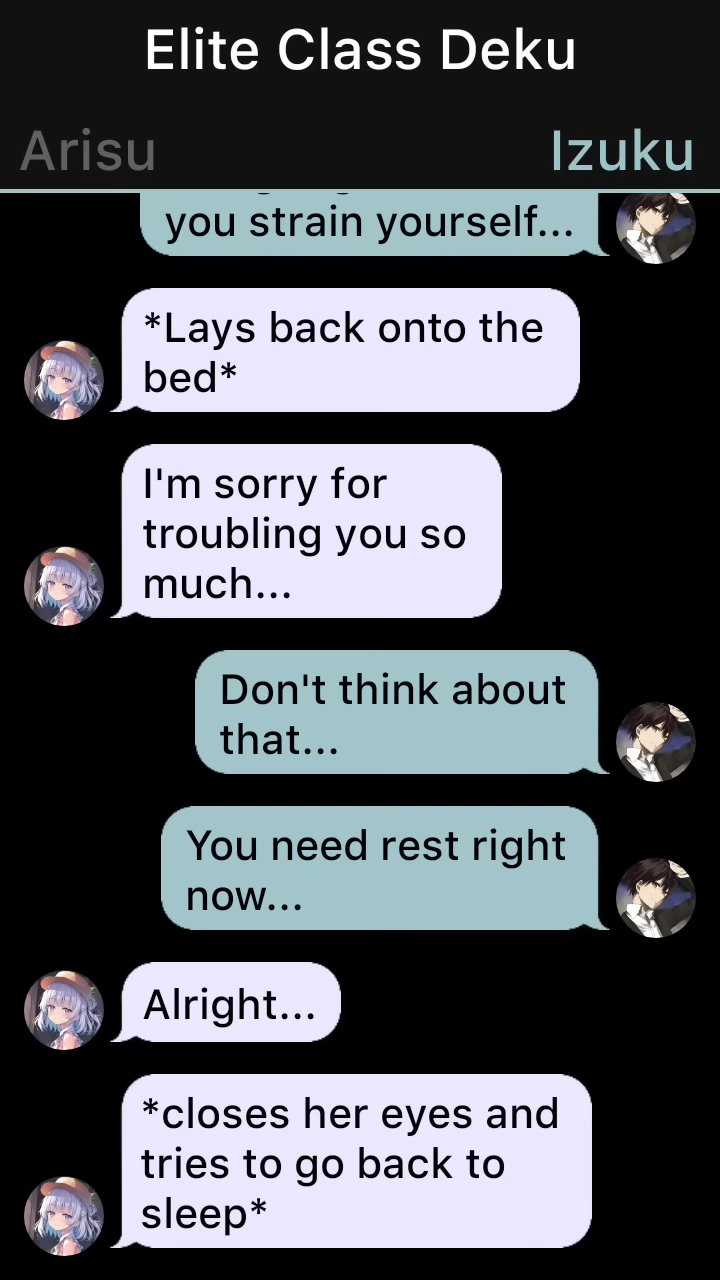 Elite Class Deku
Arisu
Izuku
you strain yourself...
*Lays back onto the
bed*
I'm sorry for
troubling you so
much...
Don't think about
that...
You need rest right
now...
Alright...
*closes her eyes and
tries to go back to
sleep*